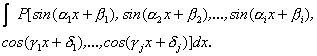 ∫ P[sin(α₁x + β₁), sin(α₂x + β₂),..., sin(αᵢx + βᵢ),
cos(γ₁x + δ₁),..., cos(γⱼx + δⱼ)]dx.